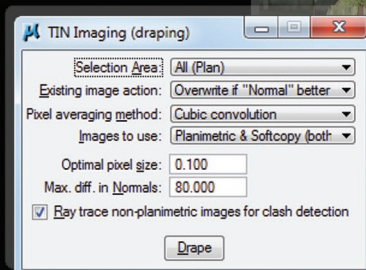 TIN Imaging (draping)
Selection Area: All (Plan)
Existing image action: Overwrite if "Normal" better
Pixel averaging method: Cubic convolution
Images to use: Planimetric & Softcopy (both
Optimal pixel size: 0.100
Max. diff. in Normals: 80.000
Ray trace non-planimetric images for clash detection
Drape